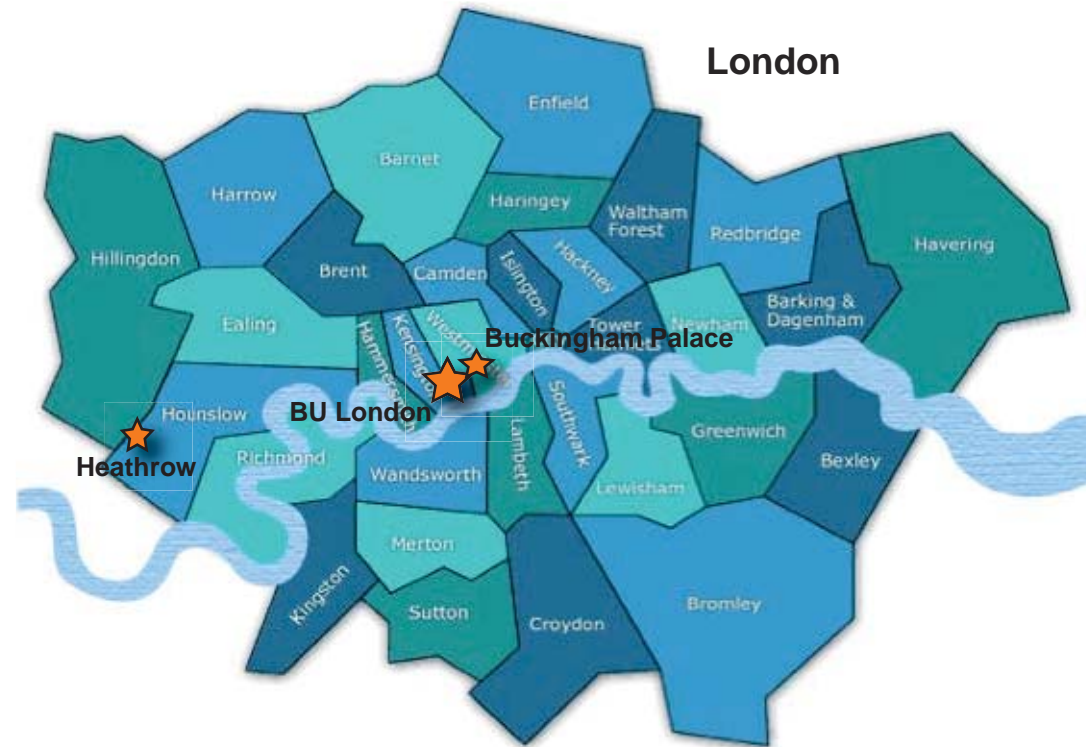 London
Enfield
Barnet
Harrow
Haringey
Waltham
Forest
Redbridge
Havering
Hillingdon
Brent
Camden
Islington
Hackney
Barking &
Dagenham
Ealing
Tower
Newham
Buckingham Palace
Kensington
BU London
Hounslow
Heathrow
Richmond
Wandsworth
Lambeth
Southwark
Greenwich
Bexley
Lewisham
Merton
Kingston
Sutton
Croydon
Bromley